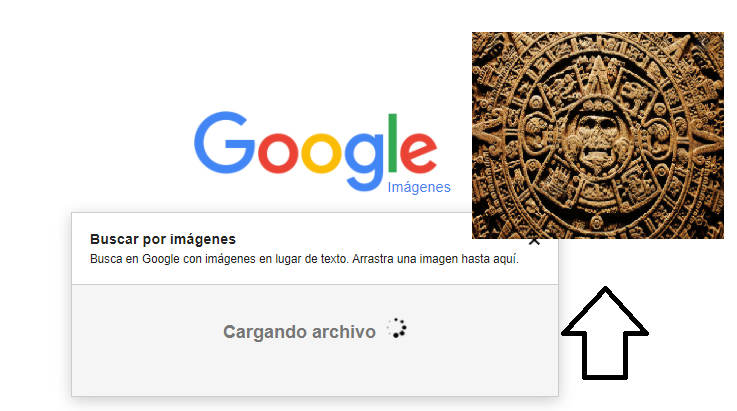 Google
Imágenes
Buscar por imágenes
Busca en Google con imágenes en lugar de texto. Arrastra una imagen hasta aquí.
Cargando archivo